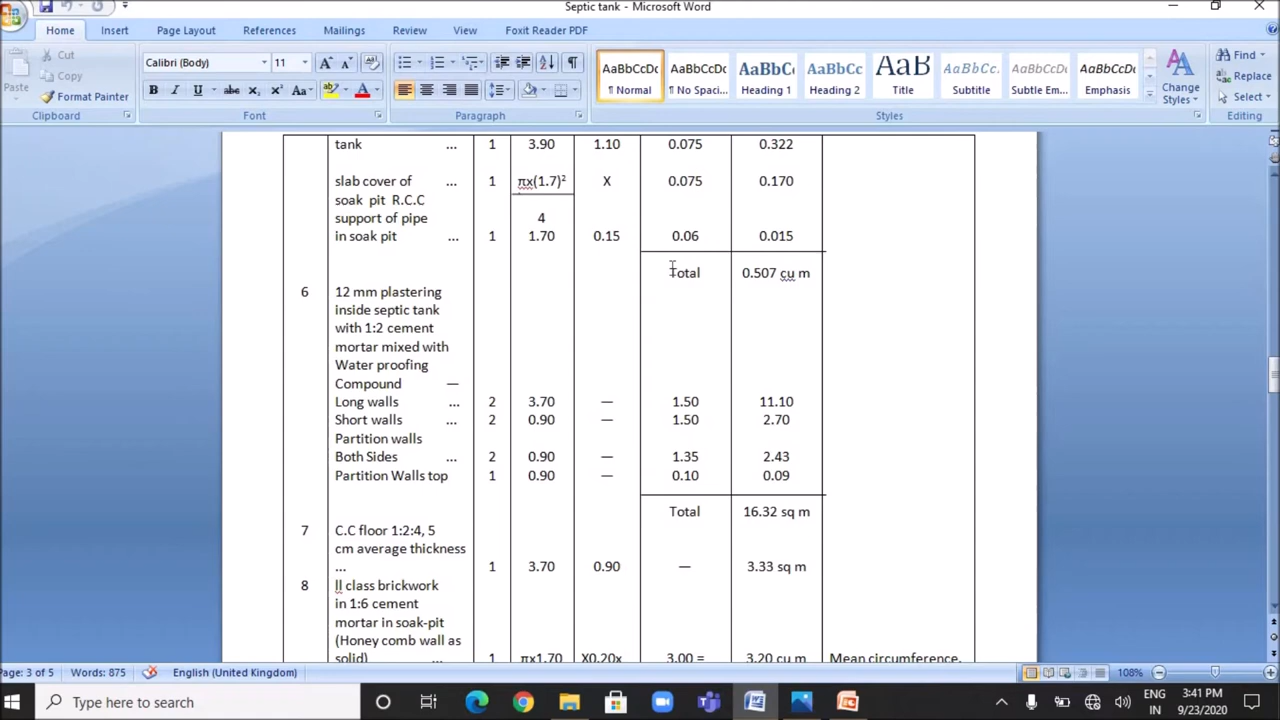 Septic tank - Microsoft Word
Home Insert Page Layout References Mailings Review View Foxit Reader PDF
Cut
Copy
Format Painter
Paste
Clipboard
Calibri (Body) 11
Font
Paragraph
AaBbCcDc AaBbCcDc AaBbCc AaBbCc AaB AaBbCc. AaBbCcDc AaBbCcDc
¶ Normal ¶ No Spaci... Heading 1 Heading 2 Title Subtitle Subtle Em... Emphasis
Change Styles
Styles
Find
Replace
Select
Editing
tank ... 1 3.90 1.10 0.075 0.322
slab cover of ... 1 πx(1.7)² X 0.075 0.170
soak pit R.C.C
support of pipe 4
in soak pit ... 1 1.70 0.15 0.06 0.015
Total 0.507 cu m
6 12 mm plastering
inside septic tank
with 1:2 cement
mortar mixed with
Water proofing
Compound —
Long walls ... 2 3.70 — 1.50 11.10
Short walls ... 2 0.90 — 1.50 2.70
Partition walls
Both Sides ... 2 0.90 — 1.35 2.43
Partition Walls top 1 0.90 — 0.10 0.09
Total 16.32 sq m
7 C.C floor 1:2:4, 5
cm average thickness
... 1 3.70 0.90 — 3.33 sq m
8 II class brickwork
in 1:6 cement
mortar in soak-pit
(Honey comb wall as
solid) ... 1 πx1.70 X0.20x 3.00 = 3.20 cu m Mean circumference.
Page: 3 of 5 Words: 875 English (United Kingdom) 108%
Type here to search
ENG
IN
3:41 PM
9/23/2020